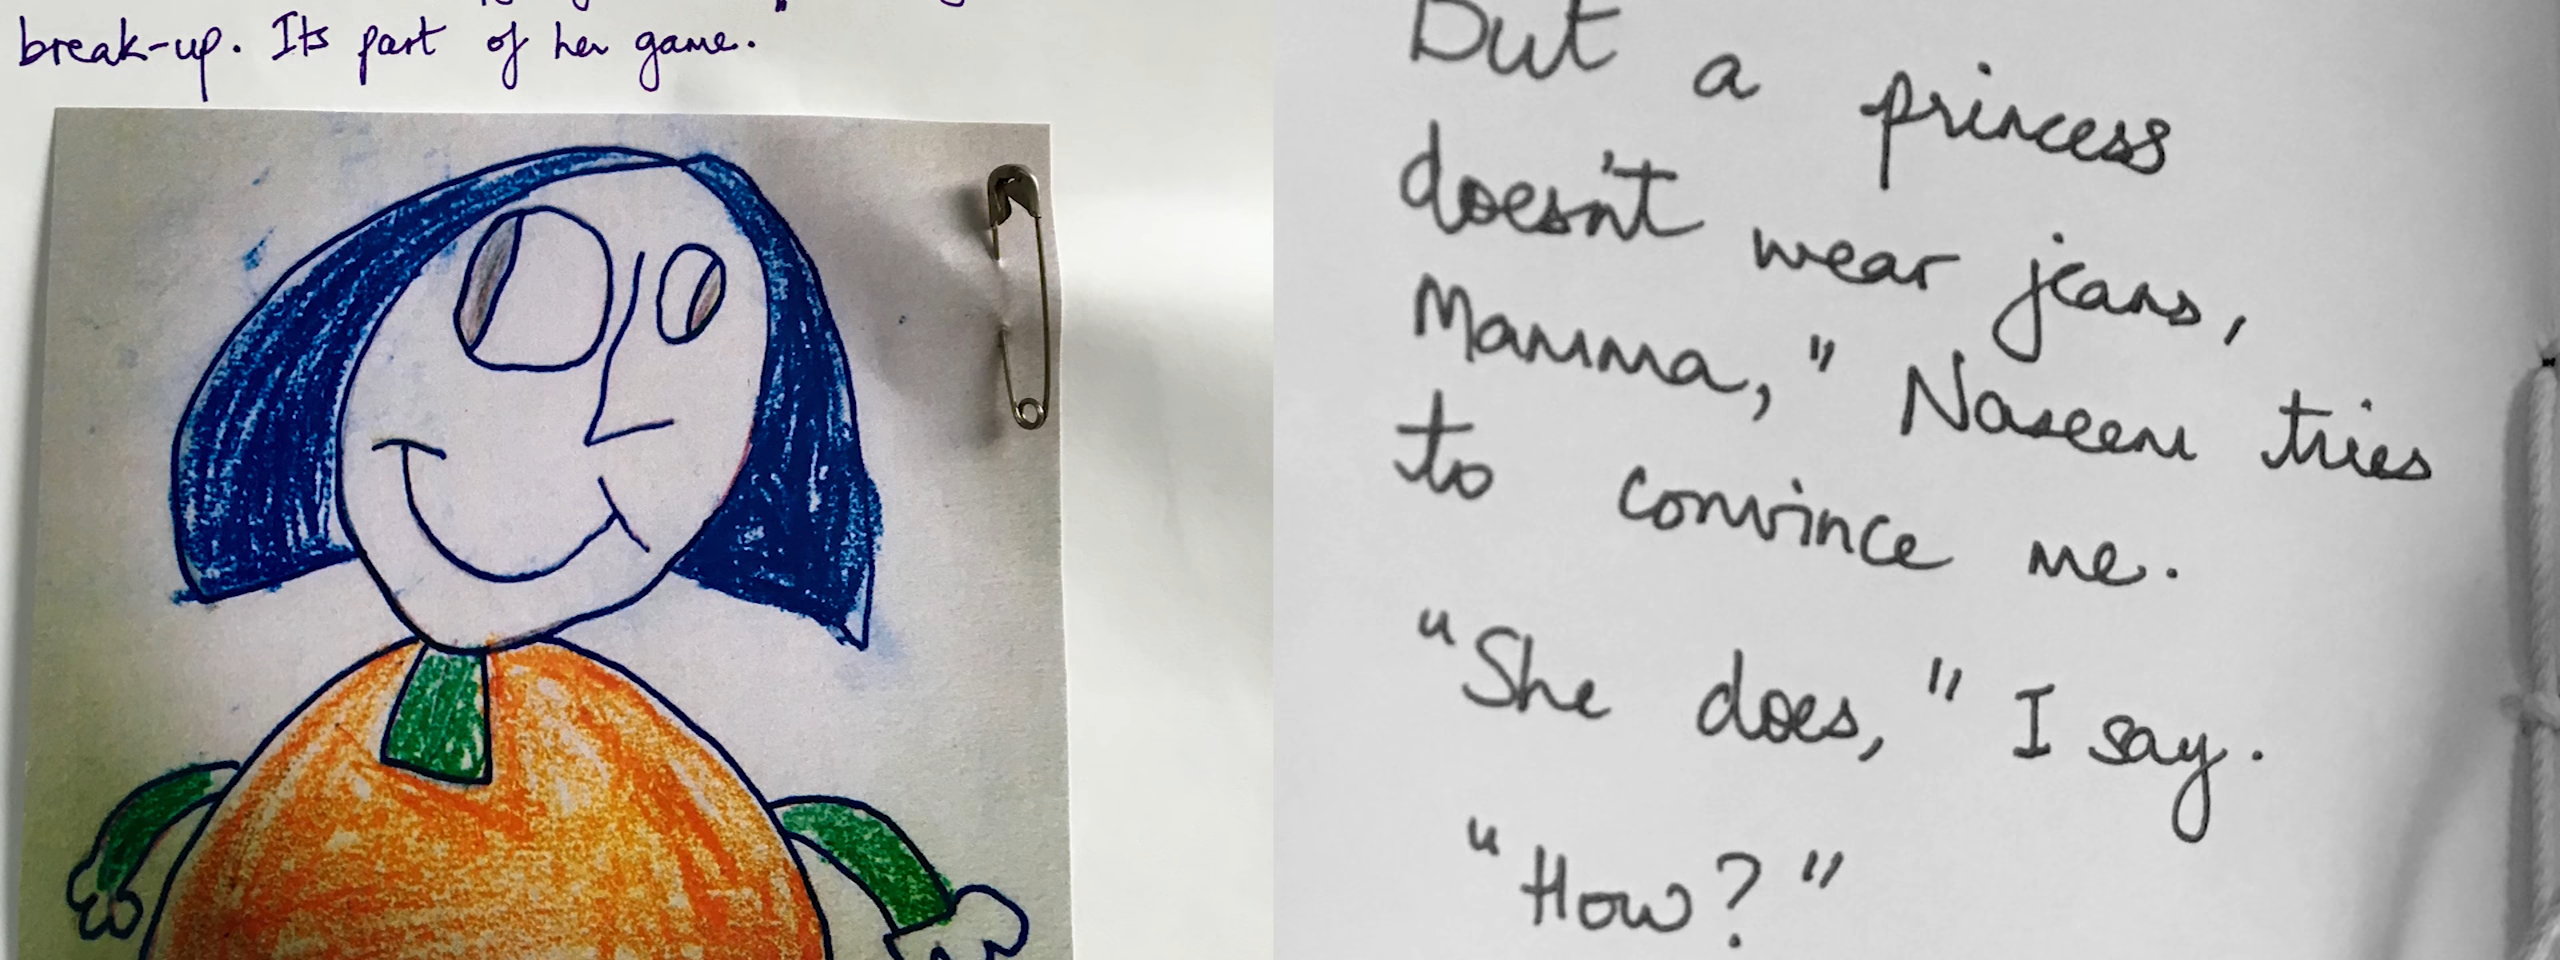 break-up. Its part of her game."
But a princess
doesn't wear jeans,
Mamma," Naseem tries
to convince me.
"She does," I say.
"How?"